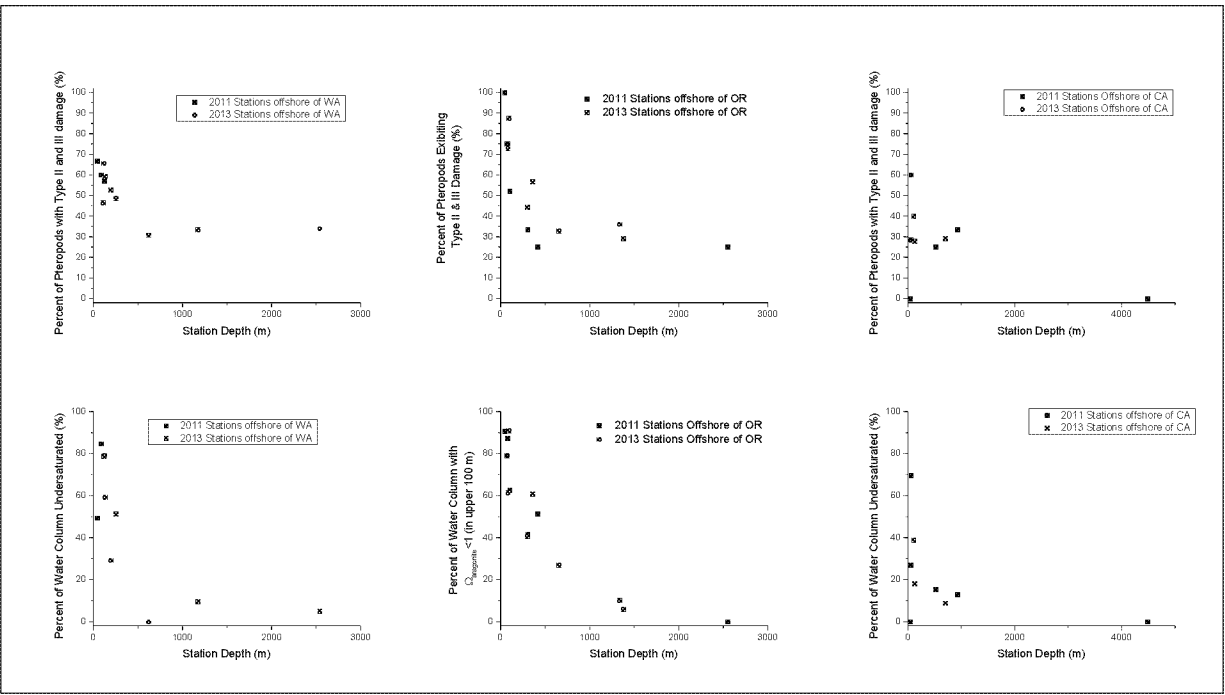 Percent of Pteropods with Type II and III damage (%)
100
90
80
70
60
50
40
30
20
10
0
2011 Stations offshore of WA
2013 Stations offshore of WA
0 1000 2000 3000
Station Depth (m)
Percent of Pteropods Exibiting
Type II & III Damage (%)
100
90
80
70
60
50
40
30
20
10
0
2011 Stations offshore of OR
2013 Stations offshore of OR
0 1000 2000 3000
Station Depth (m)
Percent of Pteropods with Type II and III damage (%)
100
90
80
70
60
50
40
30
20
10
0
2011 Stations Offshore of CA
2013 Stations Offshore of CA
0 2000 4000
Station Depth (m)
Percent of Water Column Undersaturated (%)
100
80
60
40
20
0
2011 Stations offshore of WA
2013 Stations offshore of WA
0 1000 2000 3000
Station Depth (m)
Percent of Water Column with
Ωaragonite<1 (in upper 100 m)
100
80
60
40
20
0
2011 Stations Offshore of OR
2013 Stations Offshore of OR
0 1000 2000 3000
Station Depth (m)
Percent of Water Column Undersaturated (%)
100
80
60
40
20
0
2011 Stations offshore of CA
2013 Stations offshore of CA
0 2000 4000
Station Depth (m)